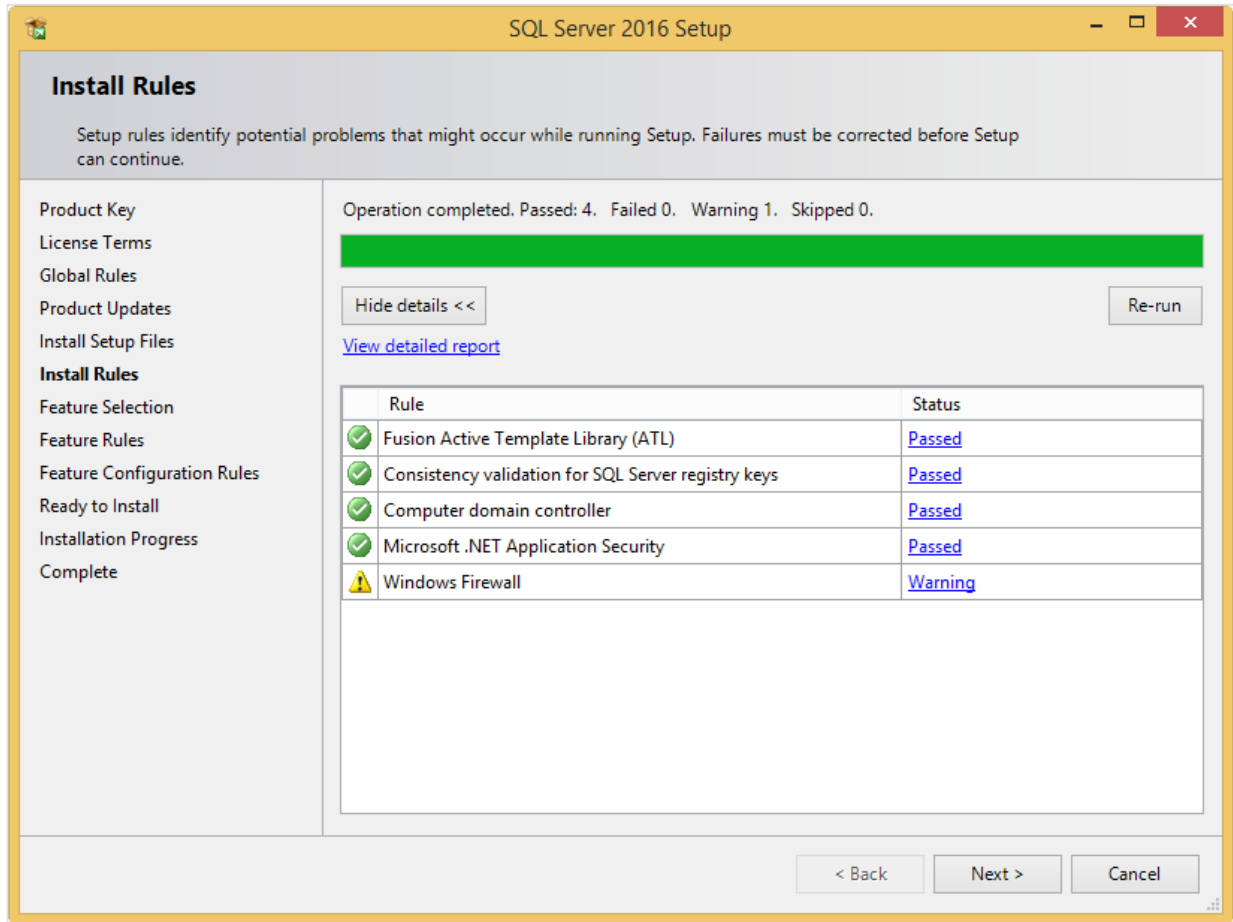 SQL Server 2016 Setup
Install Rules
Setup rules identify potential problems that might occur while running Setup. Failures must be corrected before Setup
can continue.
Product Key
License Terms
Global Rules
Product Updates
Install Setup Files
Install Rules
Feature Selection
Feature Rules
Feature Configuration Rules
Ready to Install
Installation Progress
Complete
Operation completed. Passed: 4.   Failed 0.   Warning 1.   Skipped 0.
Hide details <<
Re-run
View detailed report
Rule Status
Fusion Active Template Library (ATL) Passed
Consistency validation for SQL Server registry keys Passed
Computer domain controller Passed
Microsoft .NET Application Security Passed
Windows Firewall Warning
< Back Next > Cancel